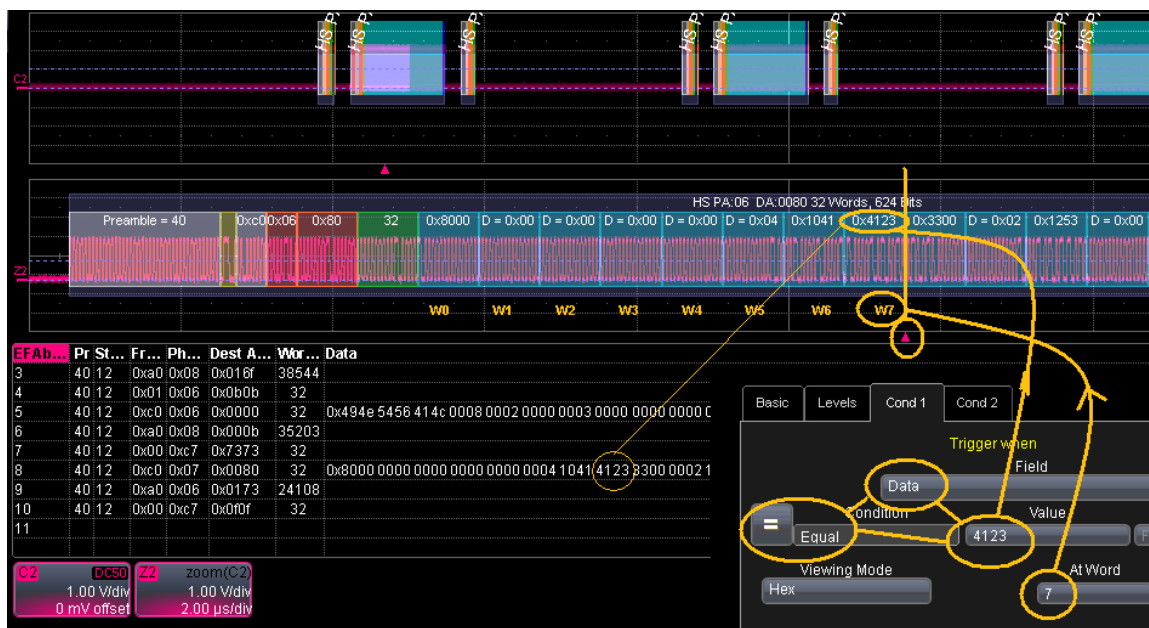 HS P, HS P, HS P, HS P, HS P, HS P, HS P, HS P,
C2
HS PA:06 DA:0080 32 Words, 624 Bits
Preamble = 40 0xc0 0x06 0x80 32 0x8000 D = 0x00 D = 0x00 D = 0x00 D = 0x00 D = 0x04 0x1041 0x4123 0x3300 D = 0x02 0x1253 D = 0x00
Z2
W0 W1 W2 W3 W4 W5 W6 W7
EFAb... Pr St... Fr... Ph... Dest A... Wor... Data
3 40 12 0xa0 0x08 0x016f 38544
4 40 12 0x01 0x06 0x0b0b 32
5 40 12 0xc0 0x06 0x0000 32 0x494e 5456 414c 0008 0002 0000 0003 0000 0000 0000 0
6 40 12 0xa0 0x08 0x000b 35203
7 40 12 0x00 0xc7 0x7373 32
8 40 12 0xc0 0x07 0x0080 32 0x8000 0000 0000 0000 0000 0004 1041 4123 3300 0002 1
9 40 12 0xa0 0x06 0x0173 24108
10 40 12 0x00 0xc7 0x0f0f 32
11
Basic Levels Cond 1 Cond 2
Trigger when
Field
Data
Condition Value
= Equal 4123 F
Viewing Mode At Word
Hex 7
C2 DC50
1.00 V/div
0 mV offset
Z2 zoom(C2)
1.00 V/div
2.00 µs/div